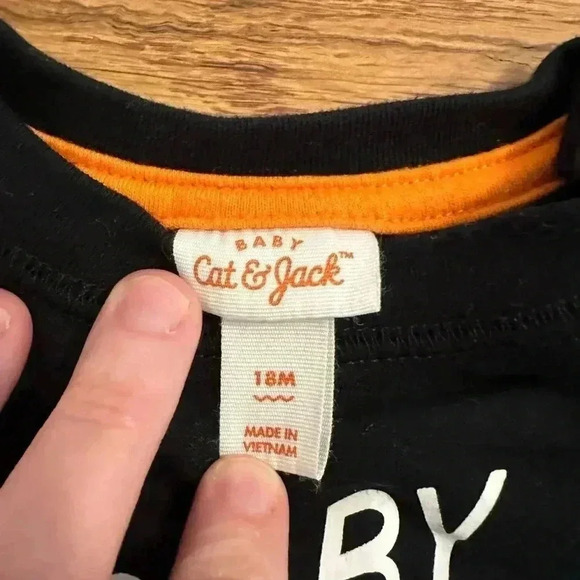 BABY
Cat & Jack™
18M
MADE IN
VIETNAM
BY